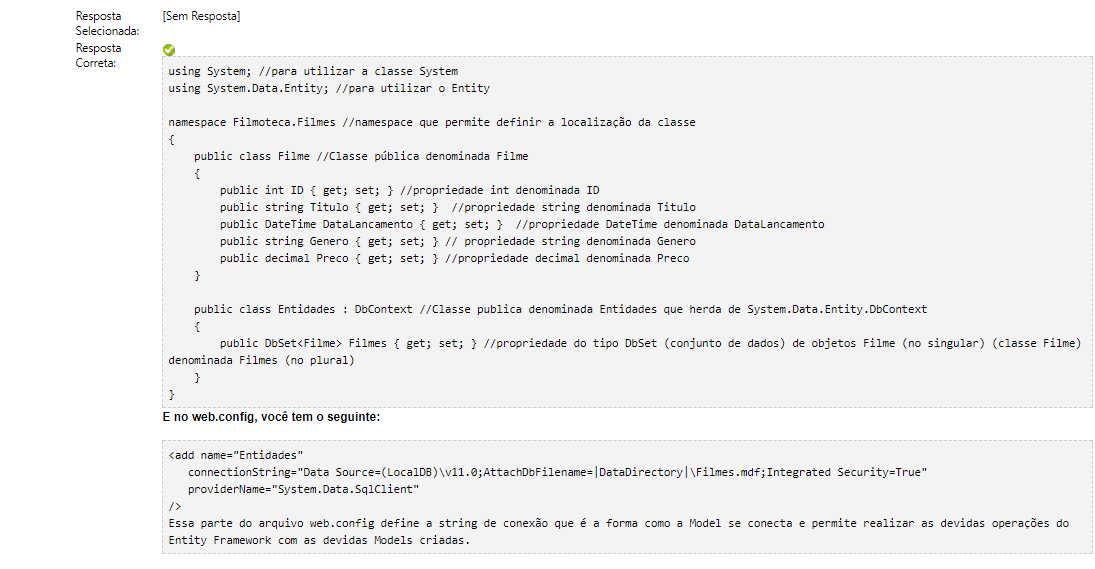 Resposta Selecionada:
[Sem Resposta]
Resposta Correta:
using System; //para utilizar a classe System
using System.Data.Entity; //para utilizar o Entity

namespace Filmoteca.Filmes //namespace que permite definir a localização da classe
{
    public class Filme //Classe pública denominada Filme
    {
        public int ID { get; set; } //propriedade int denominada ID
        public string Titulo { get; set; }  //propriedade string denominada Titulo
        public DateTime DataLancamento { get; set; }  //propriedade DateTime denominada DataLancamento
        public string Genero { get; set; } // propriedade string denominada Genero
        public decimal Preco { get; set; } //propriedade decimal denominada Preco
    }

    public class Entidades : DbContext //Classe publica denominada Entidades que herda de System.Data.Entity.DbContext
    {
        public DbSet<Filme> Filmes { get; set; } //propriedade do tipo DbSet (conjunto de dados) de objetos Filme (no singular) (classe Filme)
denominada Filmes (no plural)
    }
}
E no web.config, você tem o seguinte:

<add name="Entidades"
   connectionString="Data Source=(LocalDB)\v11.0;AttachDbFilename=|DataDirectory|\Filmes.mdf;Integrated Security=True"
   providerName="System.Data.SqlClient"
/>
Essa parte do arquivo web.config define a string de conexão que é a forma como a Model se conecta e permite realizar as devidas operações do
Entity Framework com as devidas Models criadas.